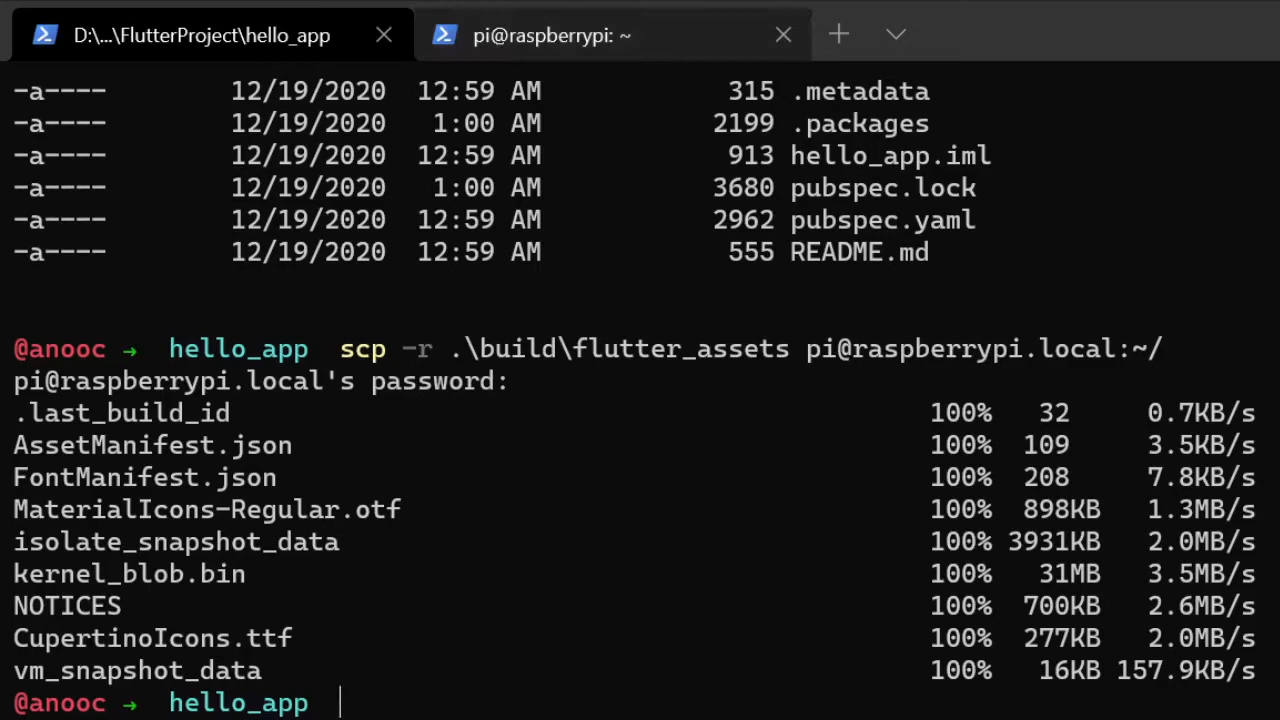 D:\...\FlutterProject\hello_app pi@raspberrypi: ~
-a---- 12/19/2020 12:59 AM 315 .metadata
-a---- 12/19/2020 1:00 AM 2199 .packages
-a---- 12/19/2020 12:59 AM 913 hello_app.iml
-a---- 12/19/2020 1:00 AM 3680 pubspec.lock
-a---- 12/19/2020 12:59 AM 2962 pubspec.yaml
-a---- 12/19/2020 12:59 AM 555 README.md
@anooc → hello_app scp -r .\build\flutter_assets pi@raspberrypi.local:~/
pi@raspberrypi.local's password:
.last_build_id 100% 32 0.7KB/s
AssetManifest.json 100% 109 3.5KB/s
FontManifest.json 100% 208 7.8KB/s
MaterialIcons-Regular.otf 100% 898KB 1.3MB/s
isolate_snapshot_data 100% 3931KB 2.0MB/s
kernel_blob.bin 100% 31MB 3.5MB/s
NOTICES 100% 700KB 2.6MB/s
CupertinoIcons.ttf 100% 277KB 2.0MB/s
vm_snapshot_data 100% 16KB 157.9KB/s
@anooc → hello_app